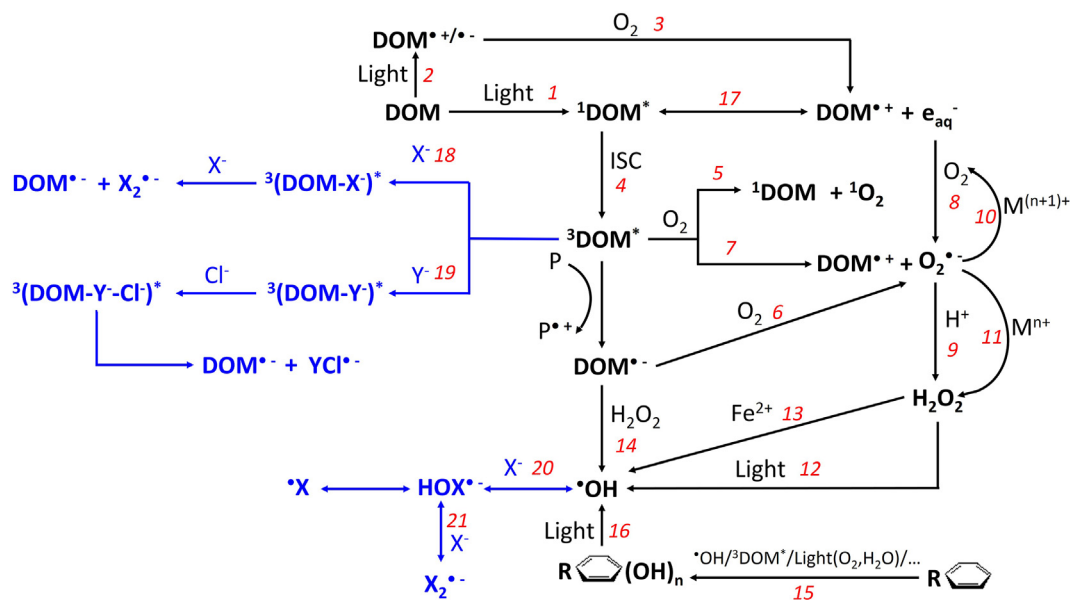 O₂ 3
DOM•⁺/•⁻
Light 2
Light 1
17
DOM
¹DOM*
DOM•⁺ + eₐq⁻
X⁻
X⁻ 18
ISC
4
5
O₂
8
10
M⁽ⁿ⁺¹⁾⁺
DOM•⁻ + X₂•⁻
³(DOM-X⁻)*
¹DOM + ¹O₂
³DOM*
O₂
7
P
DOM•⁺ + O₂•⁻
Cl⁻
Y⁻ 19
³(DOM-Y⁻-Cl⁻)*
³(DOM-Y⁻)*
P•⁺
O₂ 6
H⁺
9
11
Mⁿ⁺
DOM•⁻ + YCl•⁻
DOM•⁻
H₂O₂
H₂O₂
14
Fe²⁺ 13
X⁻ 20
Light 12
•X
HOX•⁻
•OH
21
X⁻
Light 16
X₂•⁻
R (OH)ₙ
•OH/³DOM*/Light(O₂,H₂O)/...
15
R